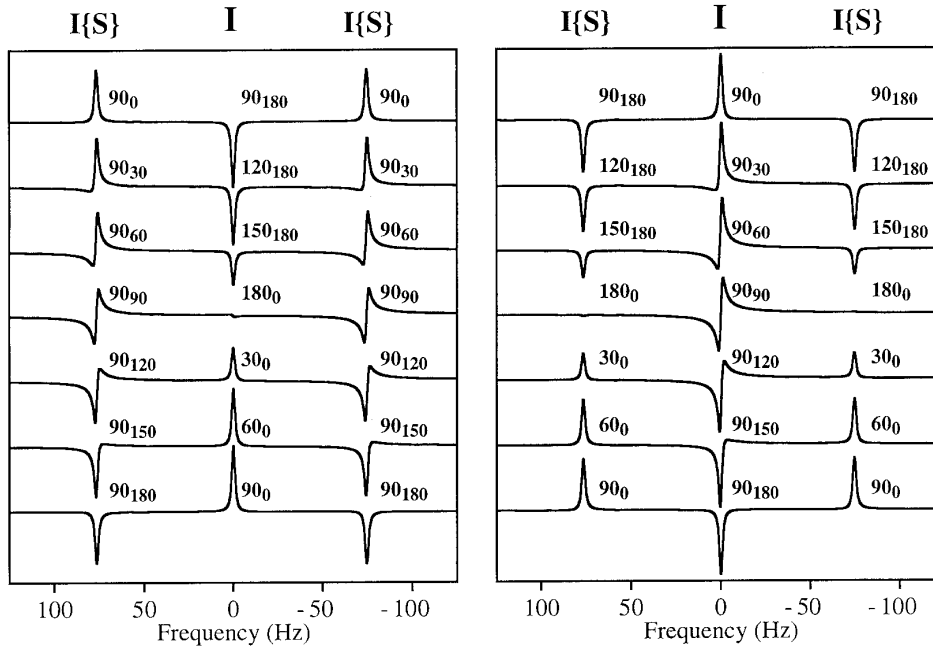 I{S} I I{S}
90₀ 90₁₈₀ 90₀
90₃₀ 120₁₈₀ 90₃₀
90₆₀ 150₁₈₀ 90₆₀
90₉₀ 180₀ 90₉₀
90₁₂₀ 30₀ 90₁₂₀
90₁₅₀ 60₀ 90₁₅₀
90₁₈₀ 90₀ 90₁₈₀
100 50 0 -50 -100
Frequency (Hz)
I{S} I I{S}
90₁₈₀ 90₀ 90₁₈₀
120₁₈₀ 90₃₀ 120₁₈₀
150₁₈₀ 90₆₀ 150₁₈₀
180₀ 90₉₀ 180₀
30₀ 90₁₂₀ 30₀
60₀ 90₁₅₀ 60₀
90₀ 90₁₈₀ 90₀
100 50 0 -50 -100
Frequency (Hz)